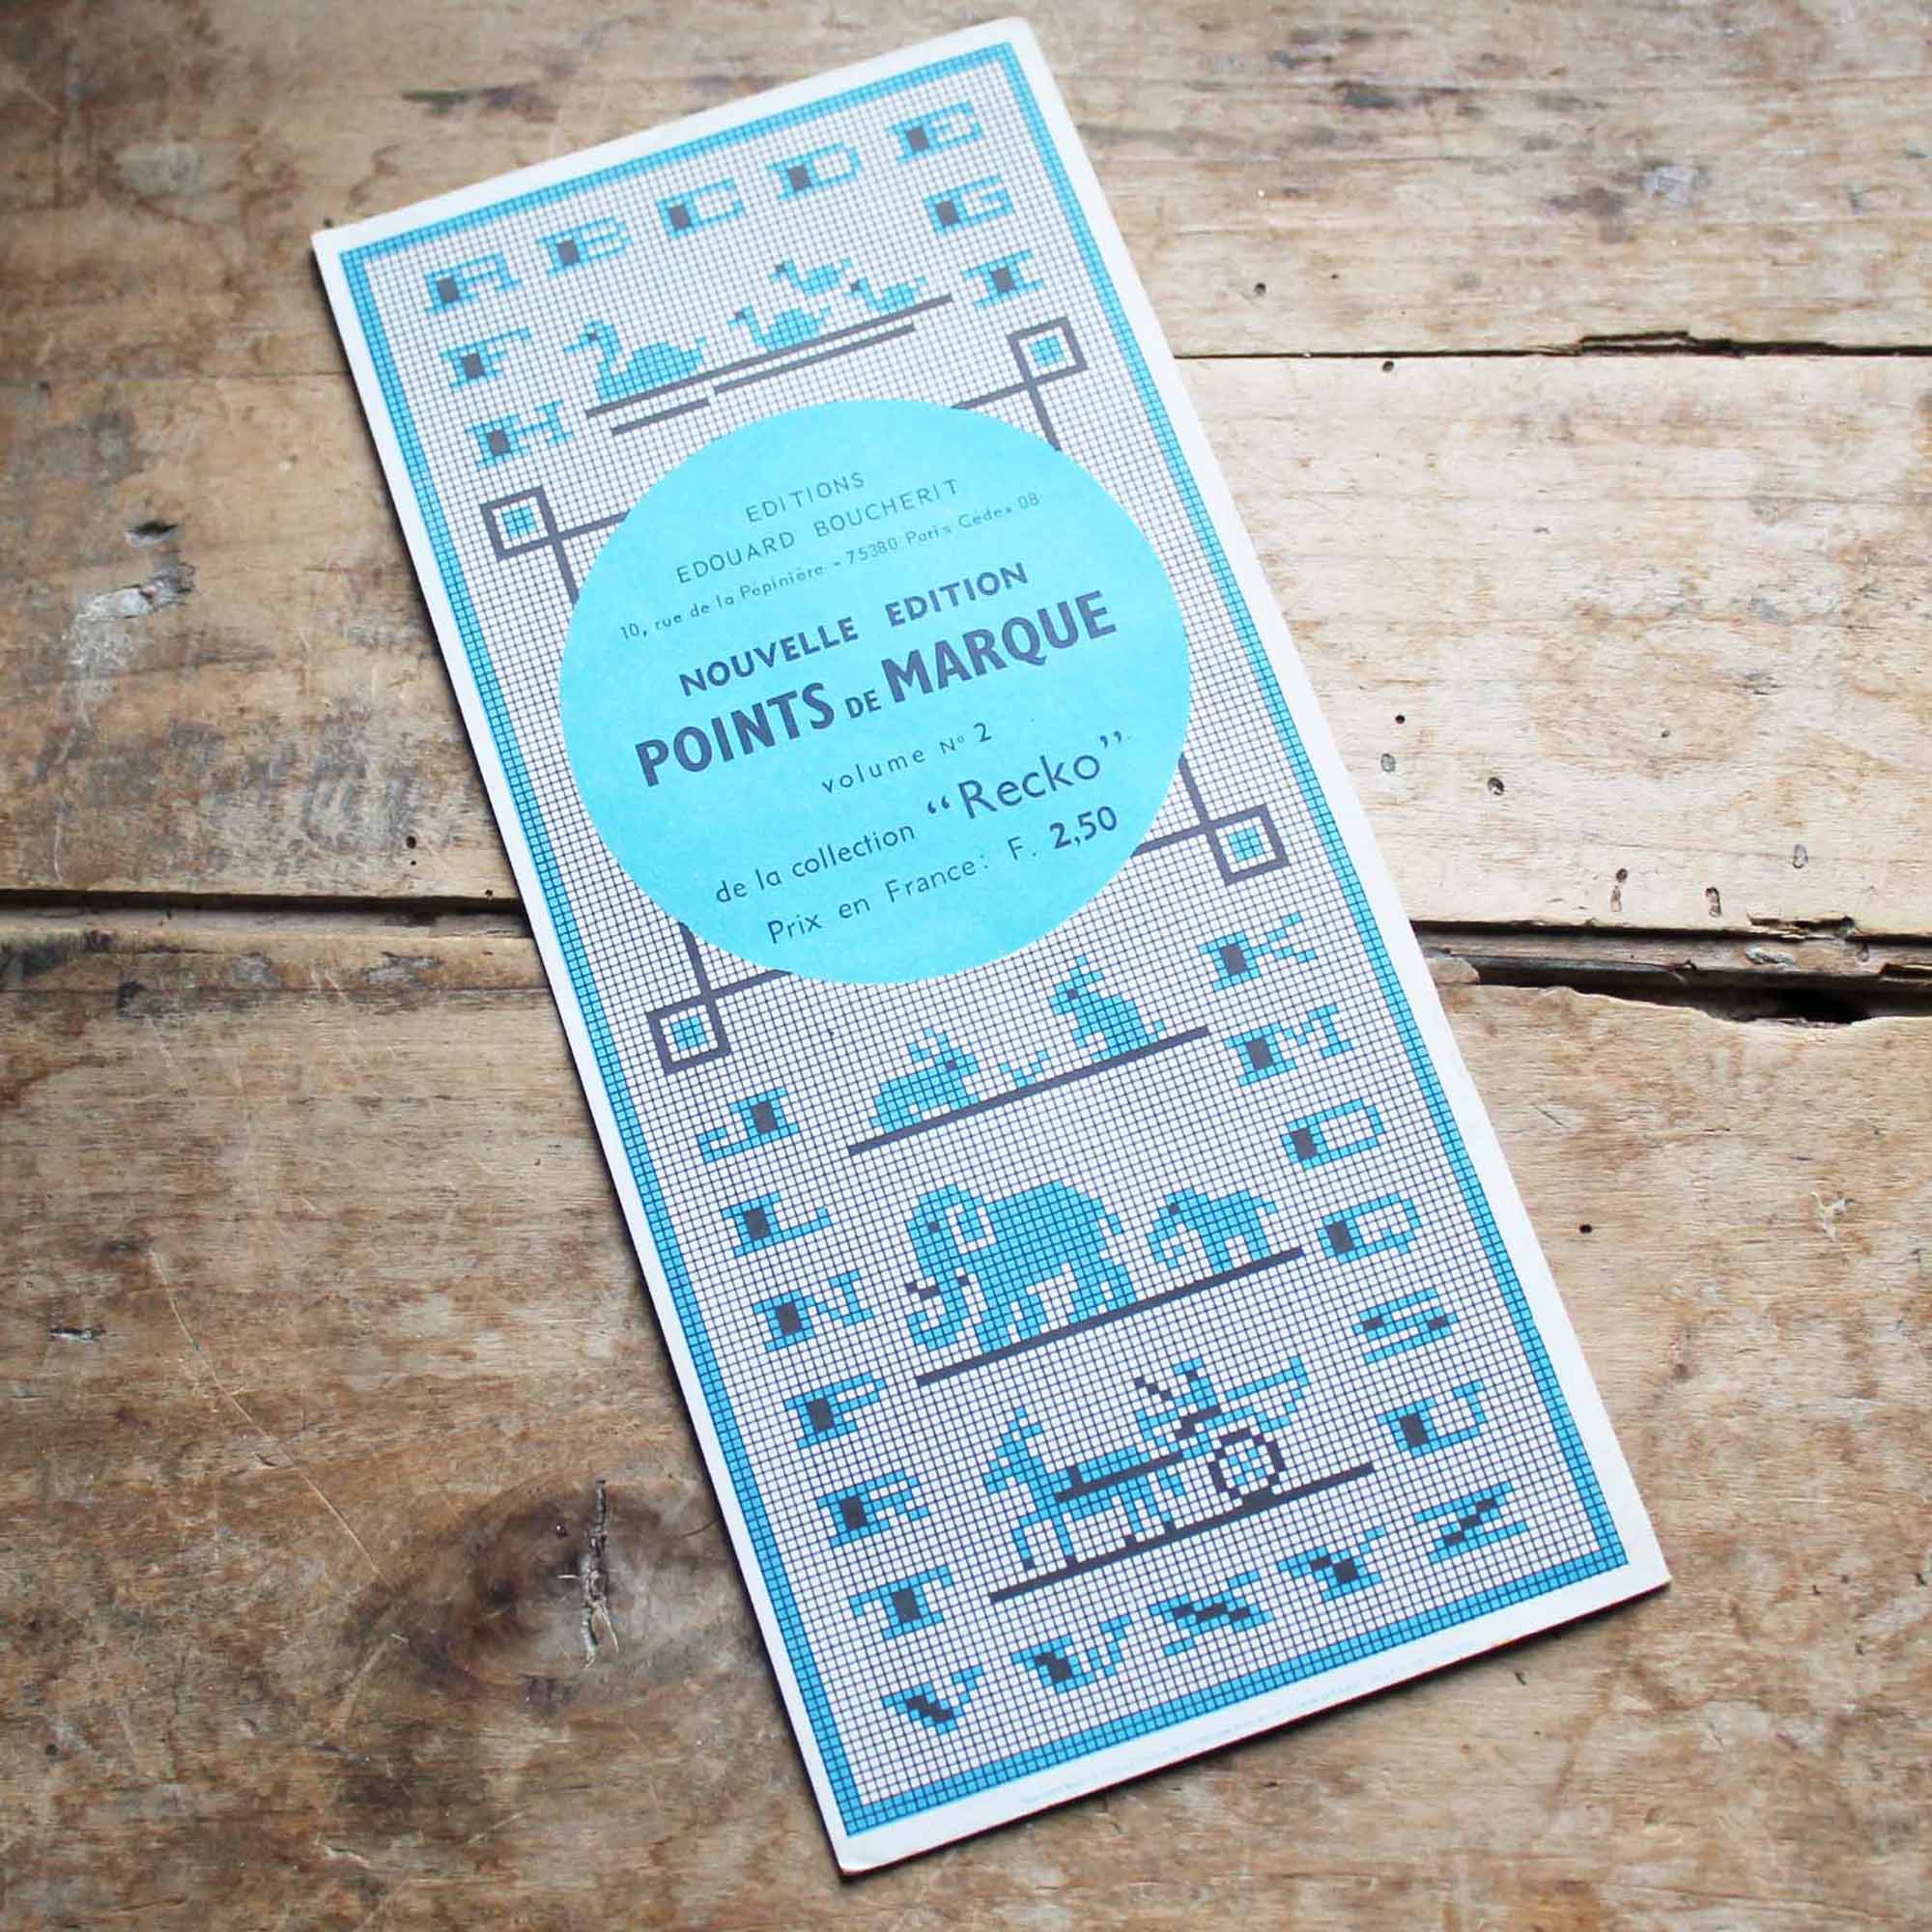 A B C D E
F G
H I
EDITIONS
EDOUARD BOUCHERIT
10, rue de la Pépinière - 75380 Paris Cedex 08
NOUVELLE EDITION
POINTS DE MARQUE
volume N° 2
de la collection “Recko”
Prix en France: F. 2,50
J K
L M
N O
P Q
R S
T U
V W X Y Z